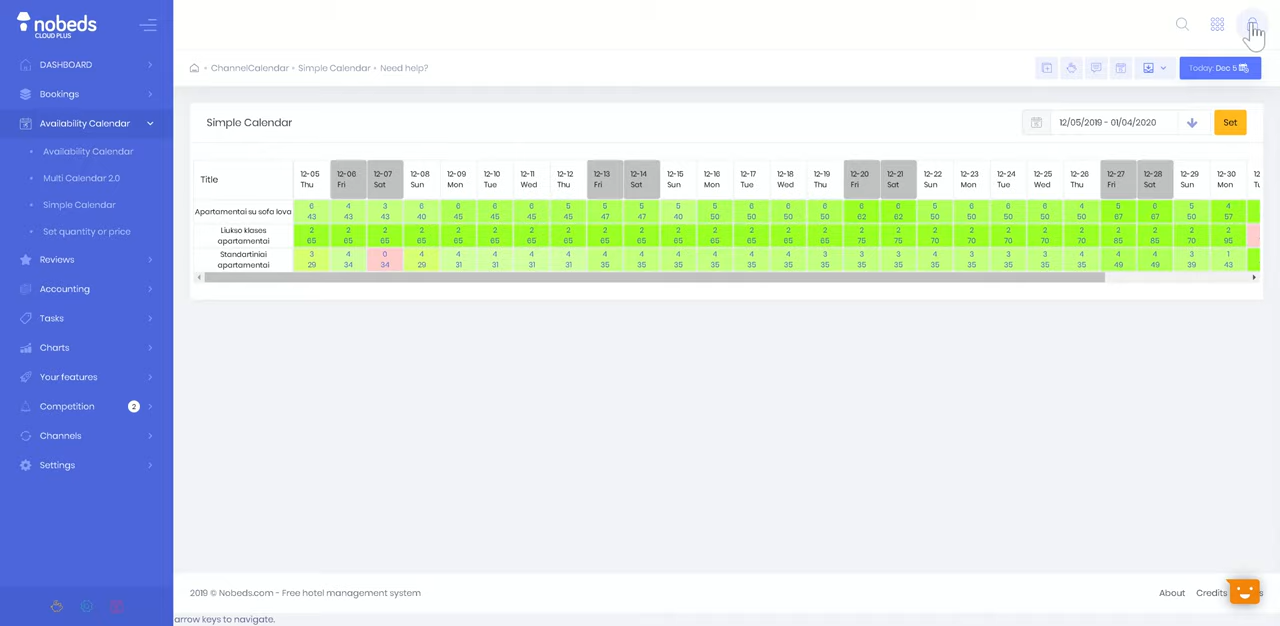 nobeds
CLOUD PLUS
DASHBOARD
Bookings
Availability Calendar
Availability Calendar
Multi Calendar 2.0
Simple Calendar
Set quantity or price
Reviews
Accounting
Tasks
Charts
Your features
Competition 2
Channels
Settings
ChannelCalendar • Simple Calendar • Need help?
Today: Dec 5
Simple Calendar
12/05/2019 - 01/04/2020
Set
Title 12-05 12-06 12-07 12-08 12-09 12-10 12-11 12-12 12-13 12-14 12-15 12-16 12-17 12-18 12-19 12-20 12-21 12-22 12-23 12-24 12-25 12-26 12-27 12-28 12-29 12-30
Thu Fri Sat Sun Mon Tue Wed Thu Fri Sat Sun Mon Tue Wed Thu Fri Sat Sun Mon Tue Wed Thu Fri Sat Sun Mon
Apartamentai su sofa lova
6 4 3 6 6 6 6 5 5 5 5 5 6 6 6 6 6 5 5 6 6 4 5 6 5 4
43 43 43 40 45 45 45 45 47 47 40 50 50 50 50 62 62 50 50 50 50 50 67 67 50 57
Liukso klases
apartamentai
2 2 2 2 2 2 2 2 2 2 2 2 2 2 2 2 2 2 2 2 2 2 2 2 2 2
65 65 65 65 65 65 65 65 65 65 65 65 65 65 65 75 75 70 70 70 70 70 85 85 70 95
Standartiniai
apartamentai
3 4 0 4 4 4 4 4 4 4 4 4 4 4 3 3 3 4 3 3 3 4 4 4 3 1
29 34 34 29 31 31 31 31 35 35 35 35 35 35 35 35 35 35 35 35 35 35 49 49 39 43
2019 © Nobeds.com - Free hotel management system
About Credits
arrow keys to navigate.